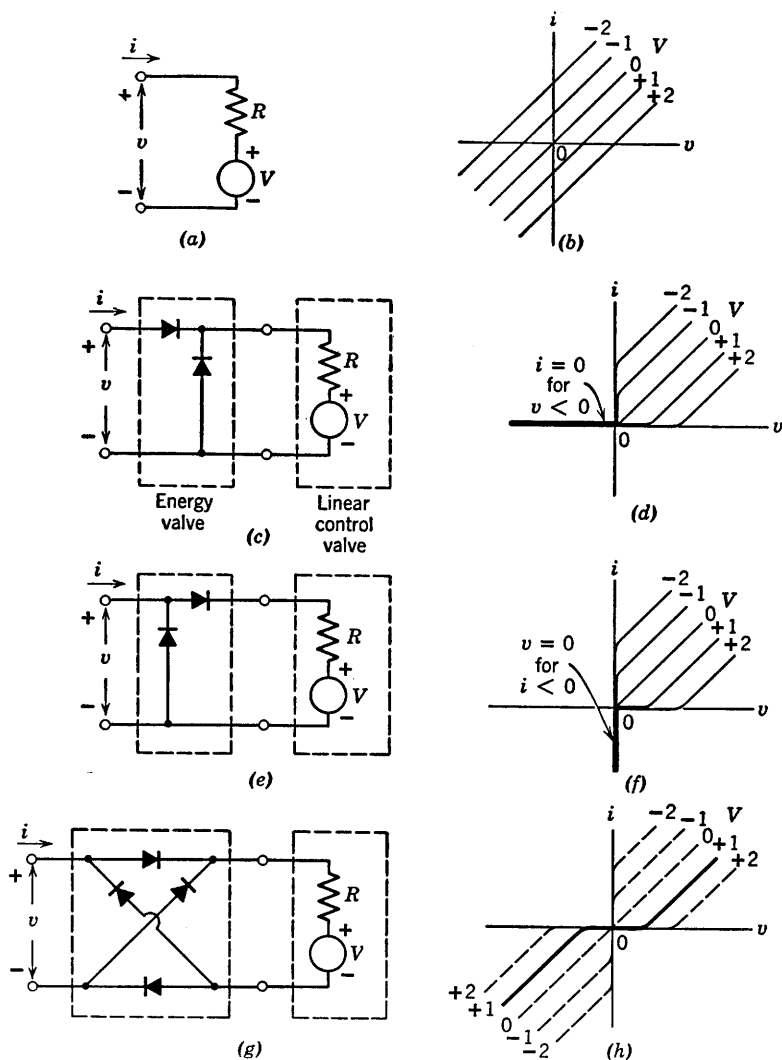 i
+
v
−
R
+
V
−
(a)
i
−2
−1 V
0
+1
+2
0
v
(b)
i
+
v
−
R
+
V
−
Energy
valve
Linear
control
valve
(c)
i
−2
−1 V
0
+1
+2
i = 0
for
v < 0
0
v
(d)
i
+
v
−
R
+
V
−
(e)
i
−2
−1
0 V
+1
+2
v = 0
for
i < 0
0
v
(f)
i
+
v
−
R
+
V
−
(g)
i
−2 −1 V
0 +1
+2
0
v
+2
+1
0
−1
−2
(h)